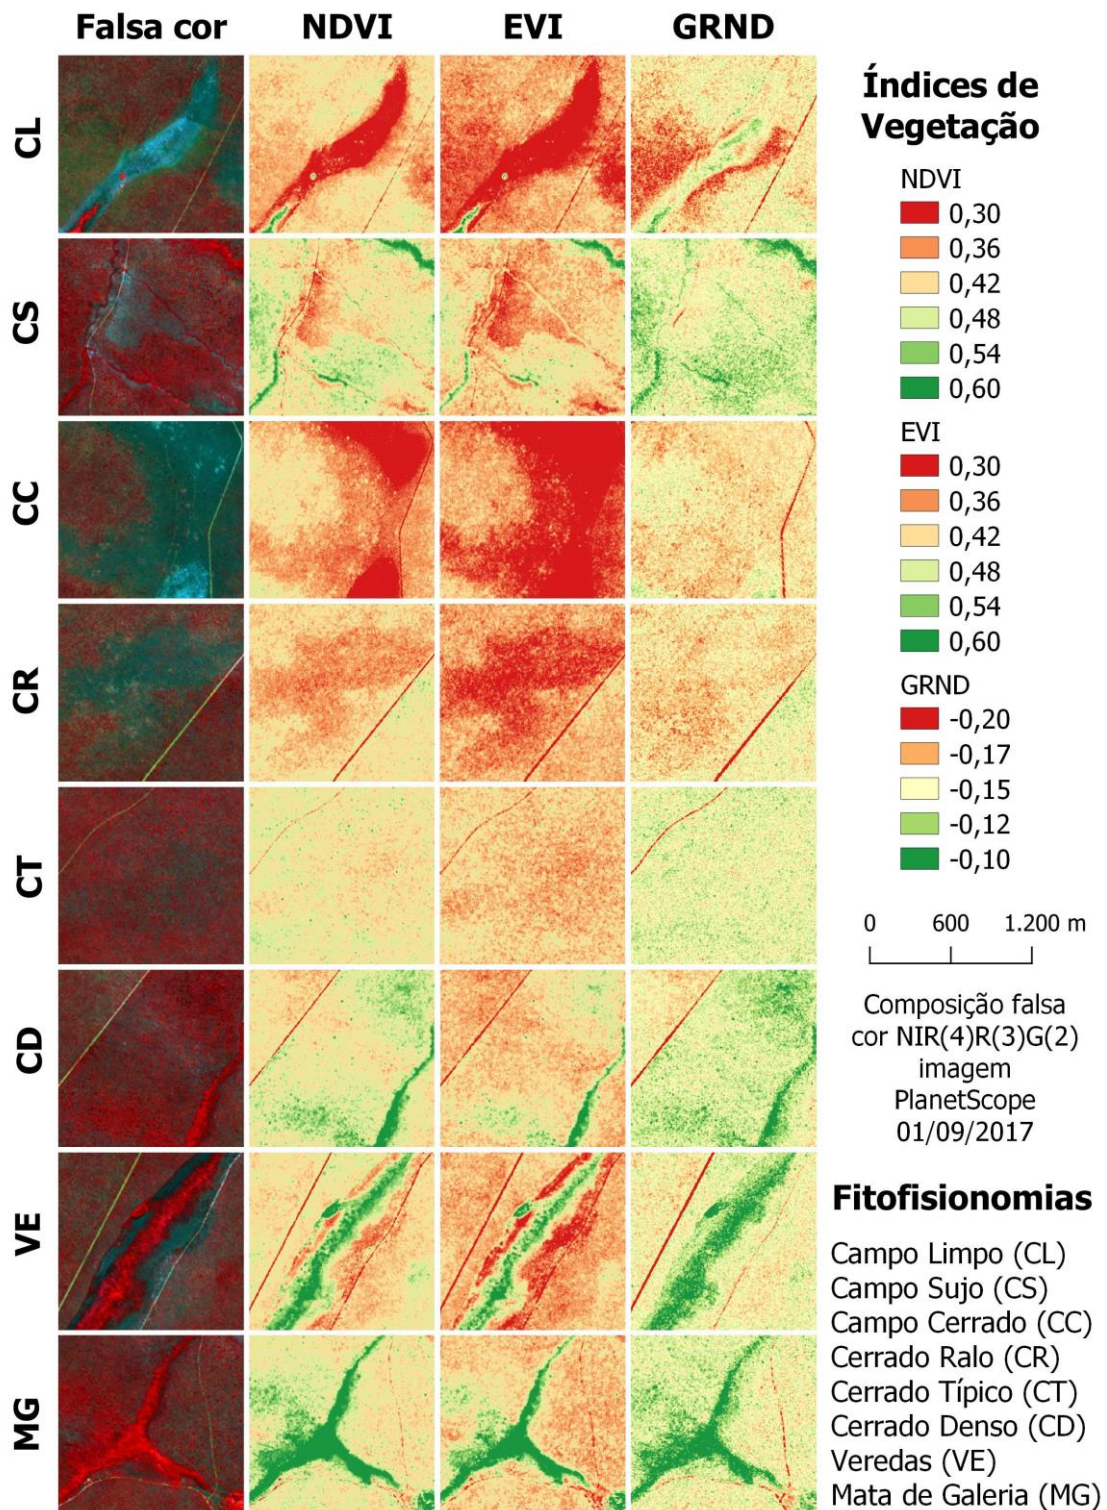 Falsa cor NDVI EVI GRND
CL
CS
CC
CR
CT
CD
VE
MG
Índices de
Vegetação
NDVI
0,30
0,36
0,42
0,48
0,54
0,60
EVI
0,30
0,36
0,42
0,48
0,54
0,60
GRND
-0,20
-0,17
-0,15
-0,12
-0,10
0 600 1.200 m
Composição falsa
cor NIR(4)R(3)G(2)
imagem
PlanetScope
01/09/2017
Fitofisionomias
Campo Limpo (CL)
Campo Sujo (CS)
Campo Cerrado (CC)
Cerrado Ralo (CR)
Cerrado Típico (CT)
Cerrado Denso (CD)
Veredas (VE)
Mata de Galeria (MG)